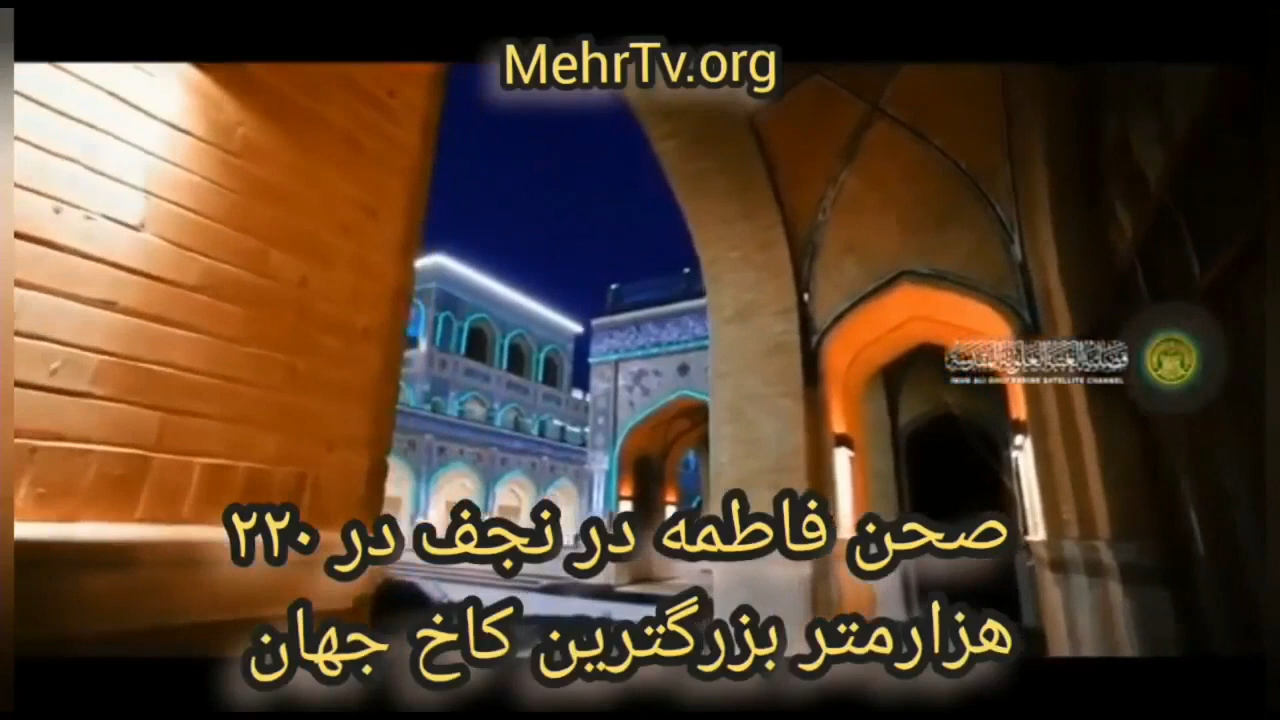 MehrTv.org
IMAM ALI HOLY SHRINE SATELLITE CHANNEL
صحن فاطمه در نجف در ۲۲۰
هزارمتر بزرگترین کاخ جهان